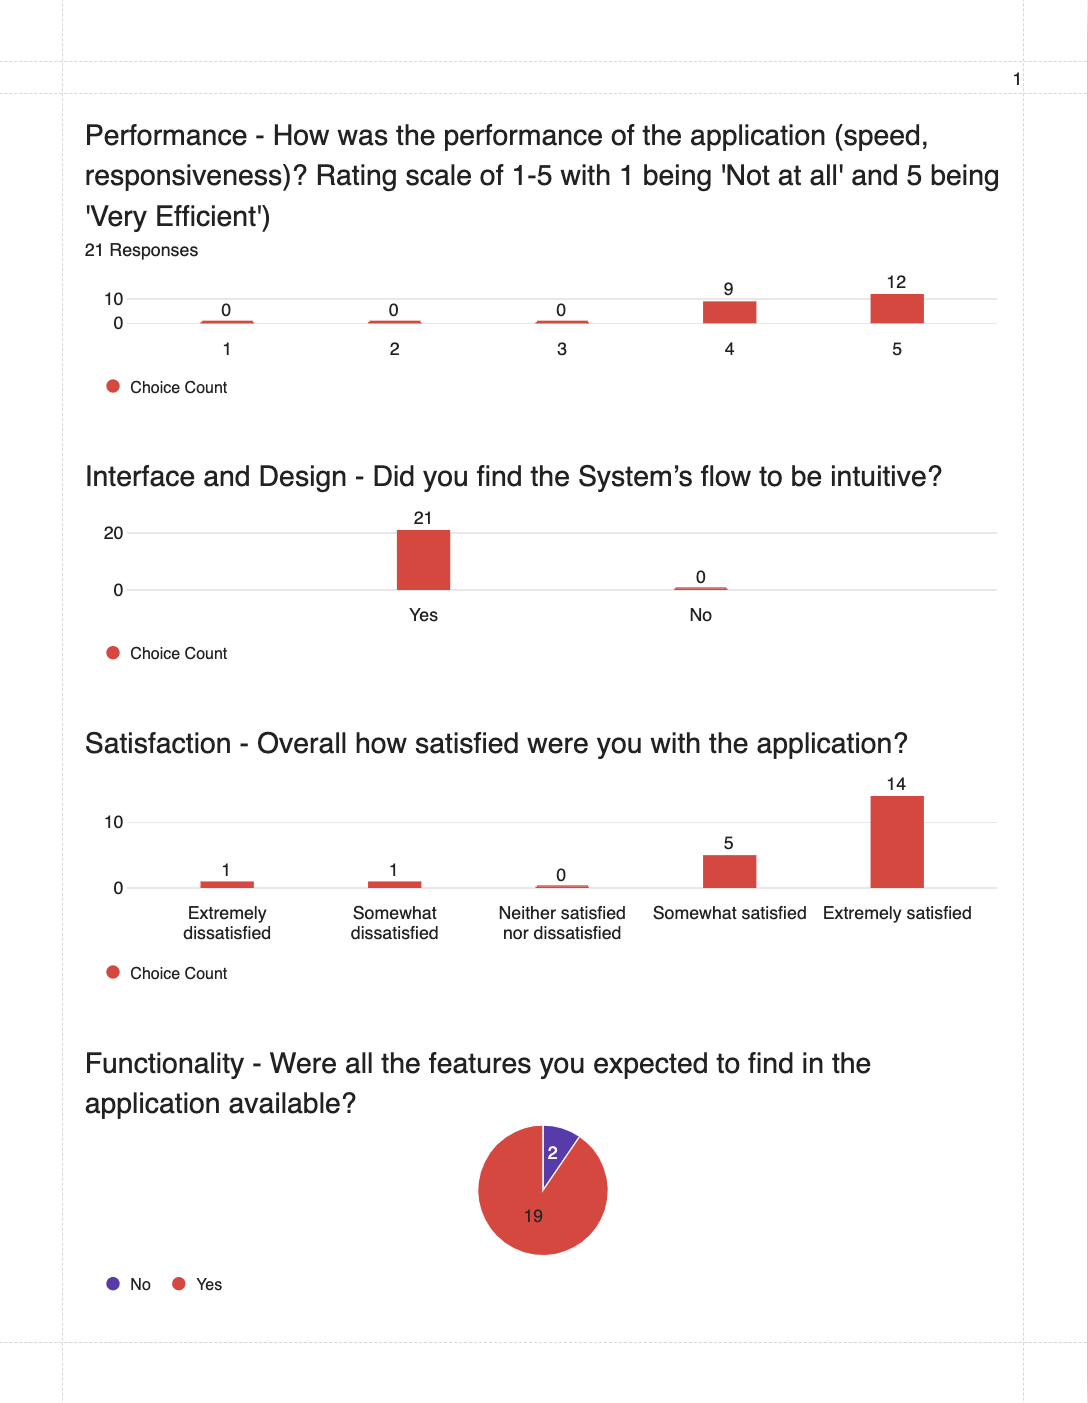 1
Performance - How was the performance of the application (speed,
responsiveness)? Rating scale of 1-5 with 1 being 'Not at all' and 5 being
'Very Efficient')
21 Responses
10
0
0
0
0
9
12
1
2
3
4
5
Choice Count
Interface and Design - Did you find the System’s flow to be intuitive?
20
0
21
0
Yes
No
Choice Count
Satisfaction - Overall how satisfied were you with the application?
10
0
1
1
0
5
14
Extremely
dissatisfied
Somewhat
dissatisfied
Neither satisfied
nor dissatisfied
Somewhat satisfied
Extremely satisfied
Choice Count
Functionality - Were all the features you expected to find in the
application available?
2
19
No
Yes